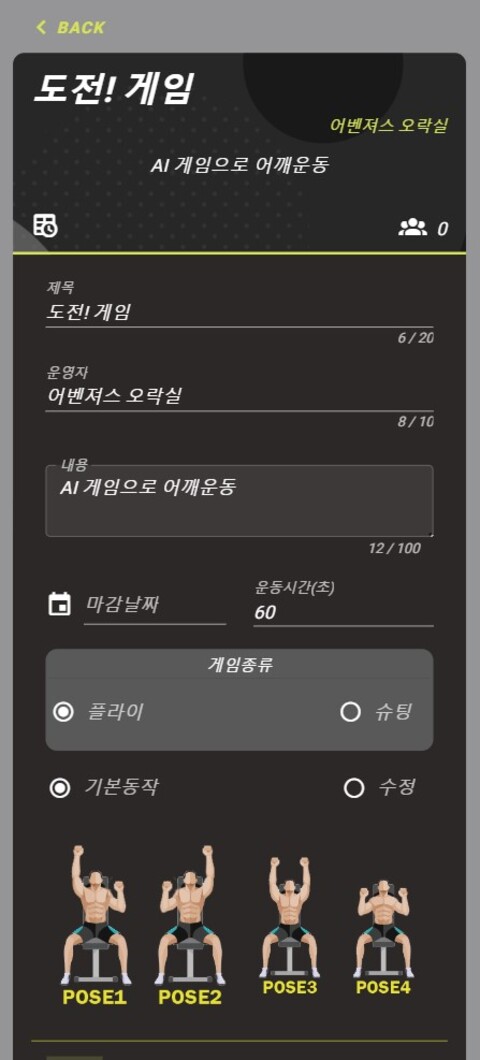 BACK
도전! 게임
어벤져스 오락실
AI 게임으로 어깨운동
0
제목
도전! 게임
6 / 20
운영자
어벤져스 오락실
8 / 10
내용
AI 게임으로 어깨운동
12 / 100
마감날짜
운동시간(초)
60
게임종류
플라이 슈팅
기본동작 수정
POSE1 POSE2 POSE3 POSE4